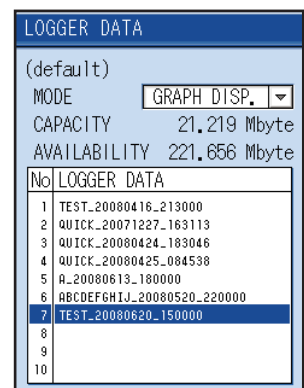 LOGGER DATA
(default)
MODE GRAPH DISP.
CAPACITY 21.219 Mbyte
AVAILABILITY 221.656 Mbyte
No LOGGER DATA
1 TEST_20080416_213000
2 QUICK_20071227_163113
3 QUICK_20080424_183046
4 QUICK_20080425_084538
5 A_20080613_180000
6 ABCDEFGHIJ_20080520_220000
7 TEST_20080620_150000
8
9
10